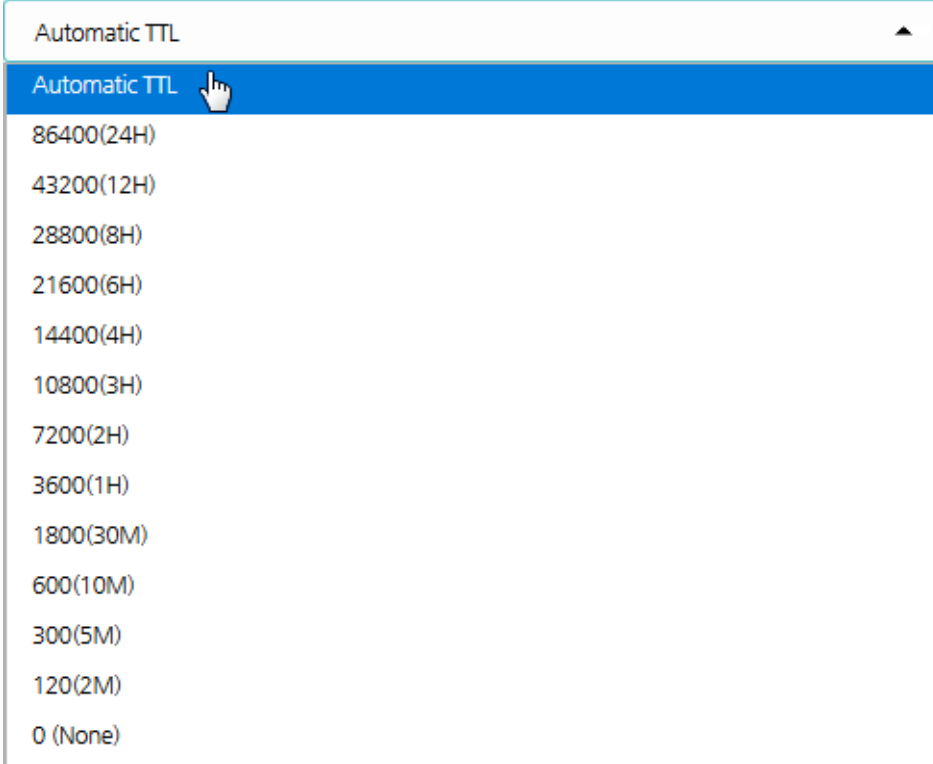 Automatic TTL
Automatic TTL
86400(24H)
43200(12H)
28800(8H)
21600(6H)
14400(4H)
10800(3H)
7200(2H)
3600(1H)
1800(30M)
600(10M)
300(5M)
120(2M)
0 (None)